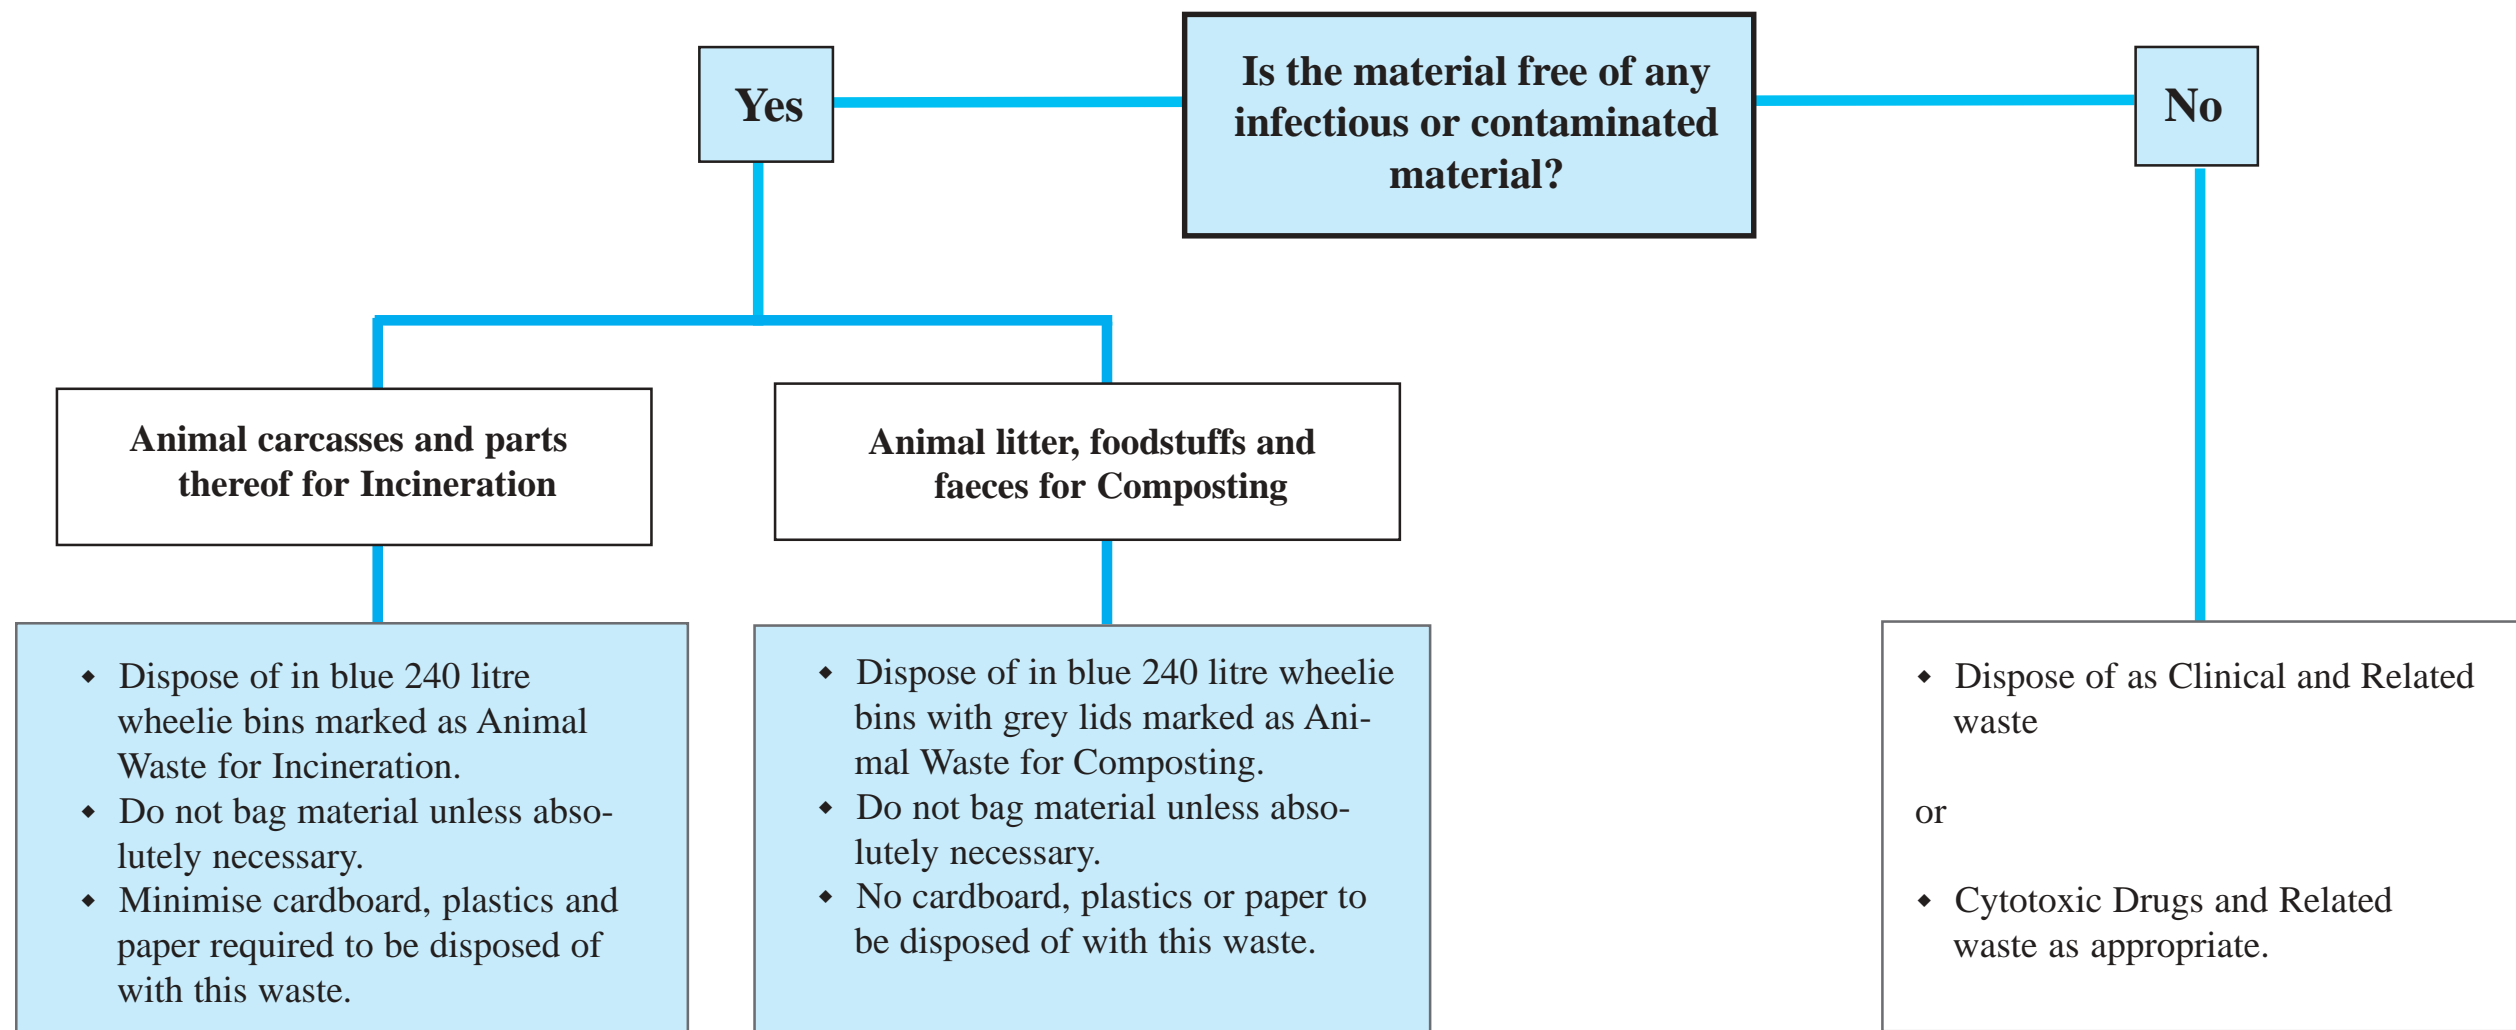 Is the material free of any
infectious or contaminated
material?
Yes
No
Animal carcasses and parts
thereof for Incineration
Animal litter, foodstuffs and
faeces for Composting
◆ Dispose of in blue 240 litre
wheelie bins marked as Animal
Waste for Incineration.
◆ Do not bag material unless abso-
lutely necessary.
◆ Minimise cardboard, plastics and
paper required to be disposed of
with this waste.
◆ Dispose of in blue 240 litre wheelie
bins with grey lids marked as Ani-
mal Waste for Composting.
◆ Do not bag material unless abso-
lutely necessary.
◆ No cardboard, plastics or paper to
be disposed of with this waste.
◆ Dispose of as Clinical and Related
waste
or
◆ Cytotoxic Drugs and Related
waste as appropriate.